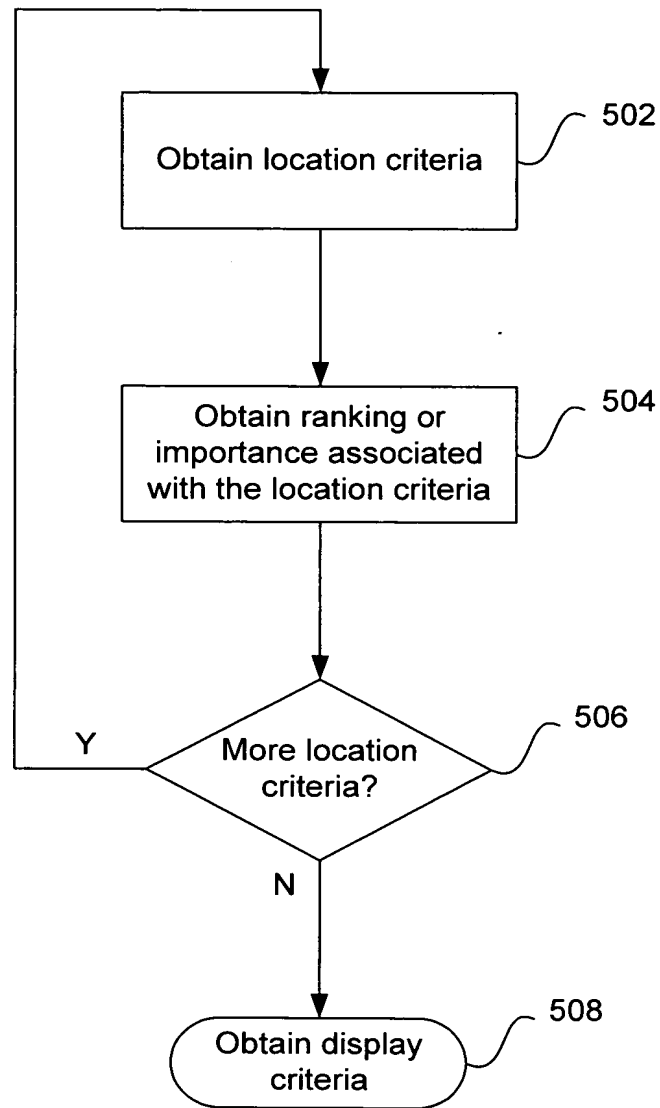 502
Obtain location criteria
504
Obtain ranking or
importance associated
with the location criteria
506
Y
More location
criteria?
N
508
Obtain display
criteria